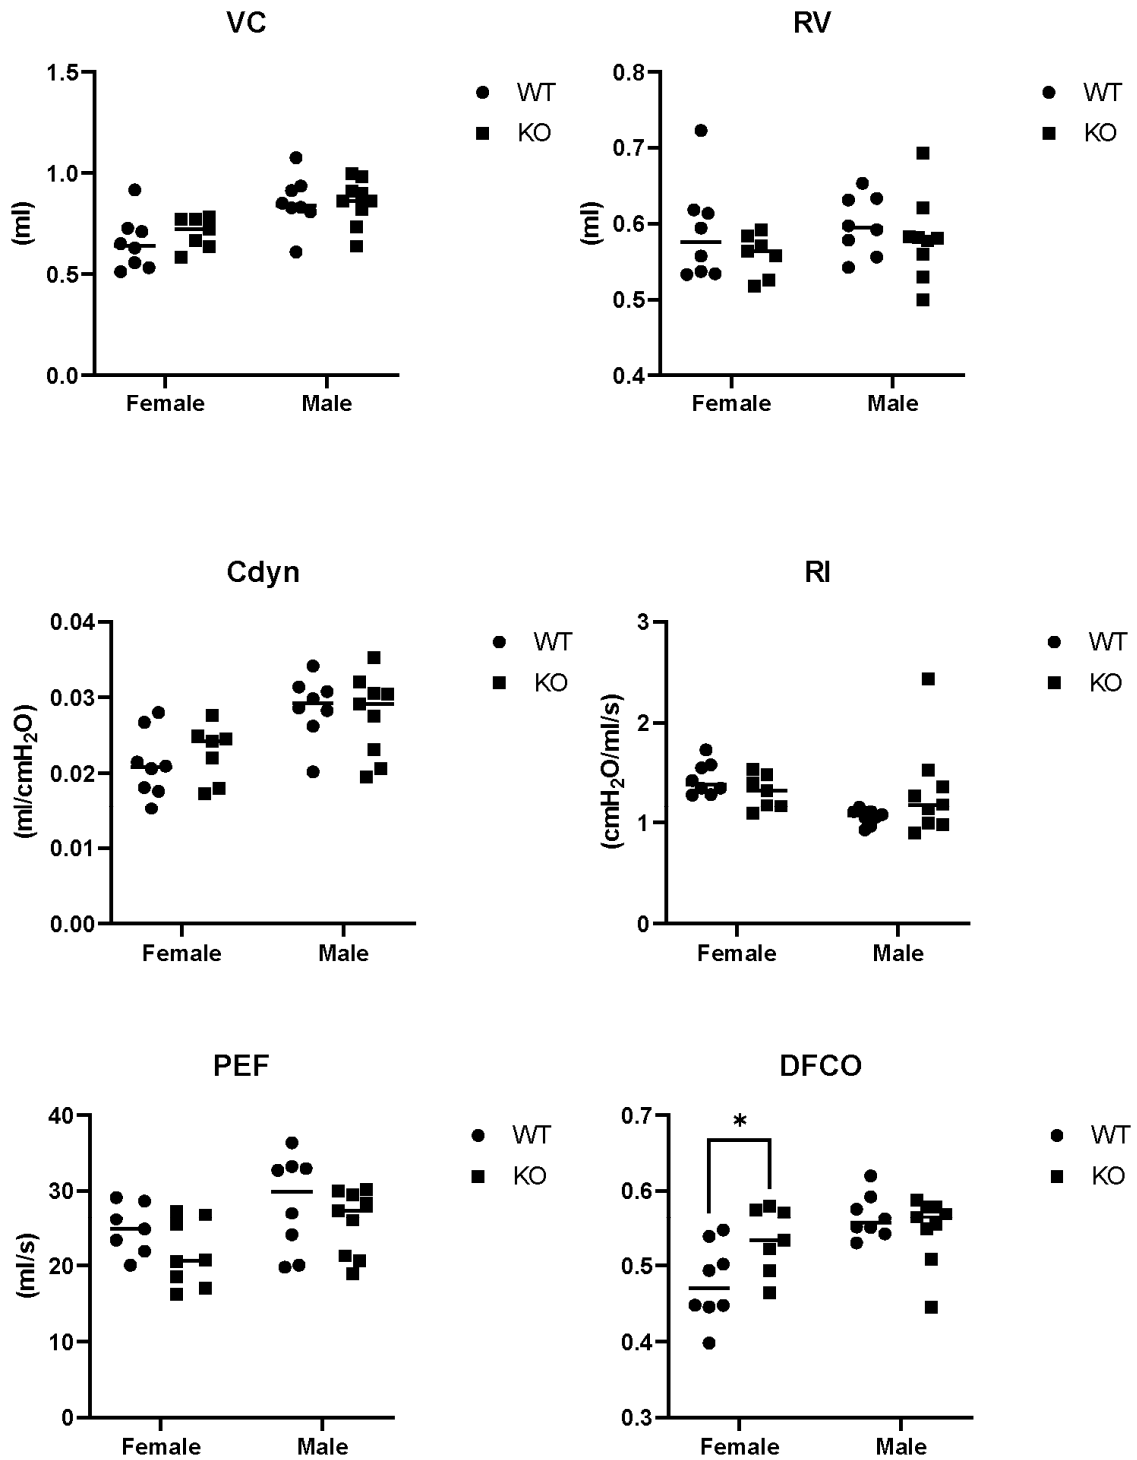 VC
1.5
1.0
0.5
0.0
(ml)
Female
Male
WT
KO
RV
0.8
0.7
0.6
0.5
0.4
(ml)
Female
Male
WT
KO
Cdyn
0.04
0.03
0.02
0.01
0.00
(ml/cmH₂O)
Female
Male
WT
KO
RI
3
2
1
0
(cmH₂O/ml/s)
Female
Male
WT
KO
PEF
40
30
20
10
0
(ml/s)
Female
Male
WT
KO
DFCO
0.7
0.6
0.5
0.4
0.3
*
Female
Male
WT
KO